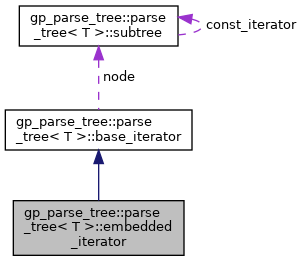 gp_parse_tree::parse
_tree< T >::subtree
const_iterator
node
gp_parse_tree::parse
_tree< T >::base_iterator
gp_parse_tree::parse
_tree< T >::embedded
_iterator